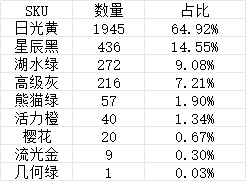 SKU 数量 占比
日光黄 1945 64.92%
星辰黑 436 14.55%
湖水绿 272 9.08%
高级灰 216 7.21%
熊猫绿 57 1.90%
活力橙 40 1.34%
樱花 20 0.67%
流光金 9 0.30%
几何绿 1 0.03%